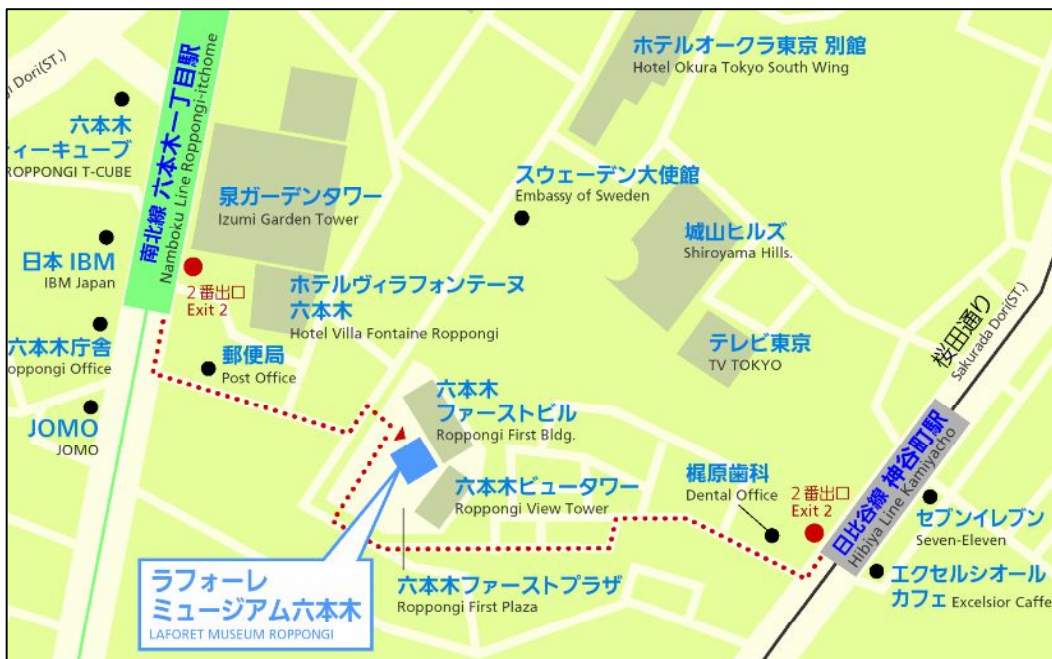 Dori(ST.)
六本木
ティーキューブ
ROPPONGI T-CUBE
南北線 六本木一丁目駅
Namboku Line Roppongi-itchome
ホテルオークラ東京 別館
Hotel Okura Tokyo South Wing
泉ガーデンタワー
Izumi Garden Tower
スウェーデン大使館
Embassy of Sweden
城山ヒルズ
Shiroyama Hills.
日本 IBM
IBM Japan
2番出口
Exit 2
ホテルヴィラフォンテーヌ
六本木
Hotel Villa Fontaine Roppongi
桜田通り
Sakurada Dori(ST.)
六本木庁舎
Roppongi Office
郵便局
Post Office
テレビ東京
TV TOKYO
JOMO
JOMO
六本木
ファーストビル
Roppongi First Bldg.
六本木ビュータワー
Roppongi View Tower
梶原歯科
Dental Office
2番出口
Exit 2
日比谷線 神谷町駅
Hibiya Line Kamiyacho
セブンイレブン
Seven-Eleven
ラフォーレ
ミュージアム六本木
LAFORET MUSEUM ROPPONGI
六本木ファーストプラザ
Roppongi First Plaza
エクセルシオール
カフェ Excelsior Caffe